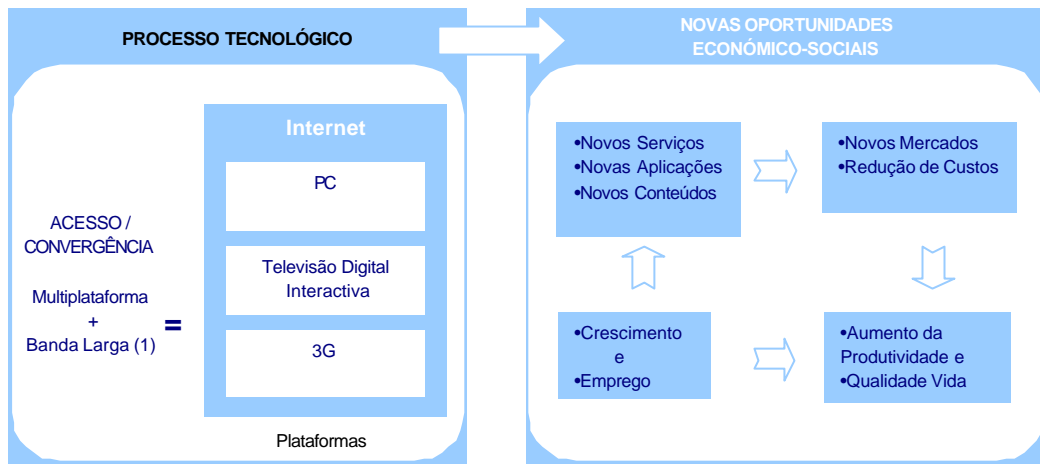 PROCESSO TECNOLÓGICO
ACESSO /
CONVERGÊNCIA
Multiplataforma
+
Banda Larga (1)
=
Internet
PC
Televisão Digital
Interactiva
3G
Plataformas
NOVAS OPORTUNIDADES
ECONÓMICO-SOCIAIS
•Novos Serviços
•Novas Aplicações
•Novos Conteúdos
•Novos Mercados
•Redução de Custos
•Crescimento
e
•Emprego
•Aumento da
Produtividade e
•Qualidade Vida